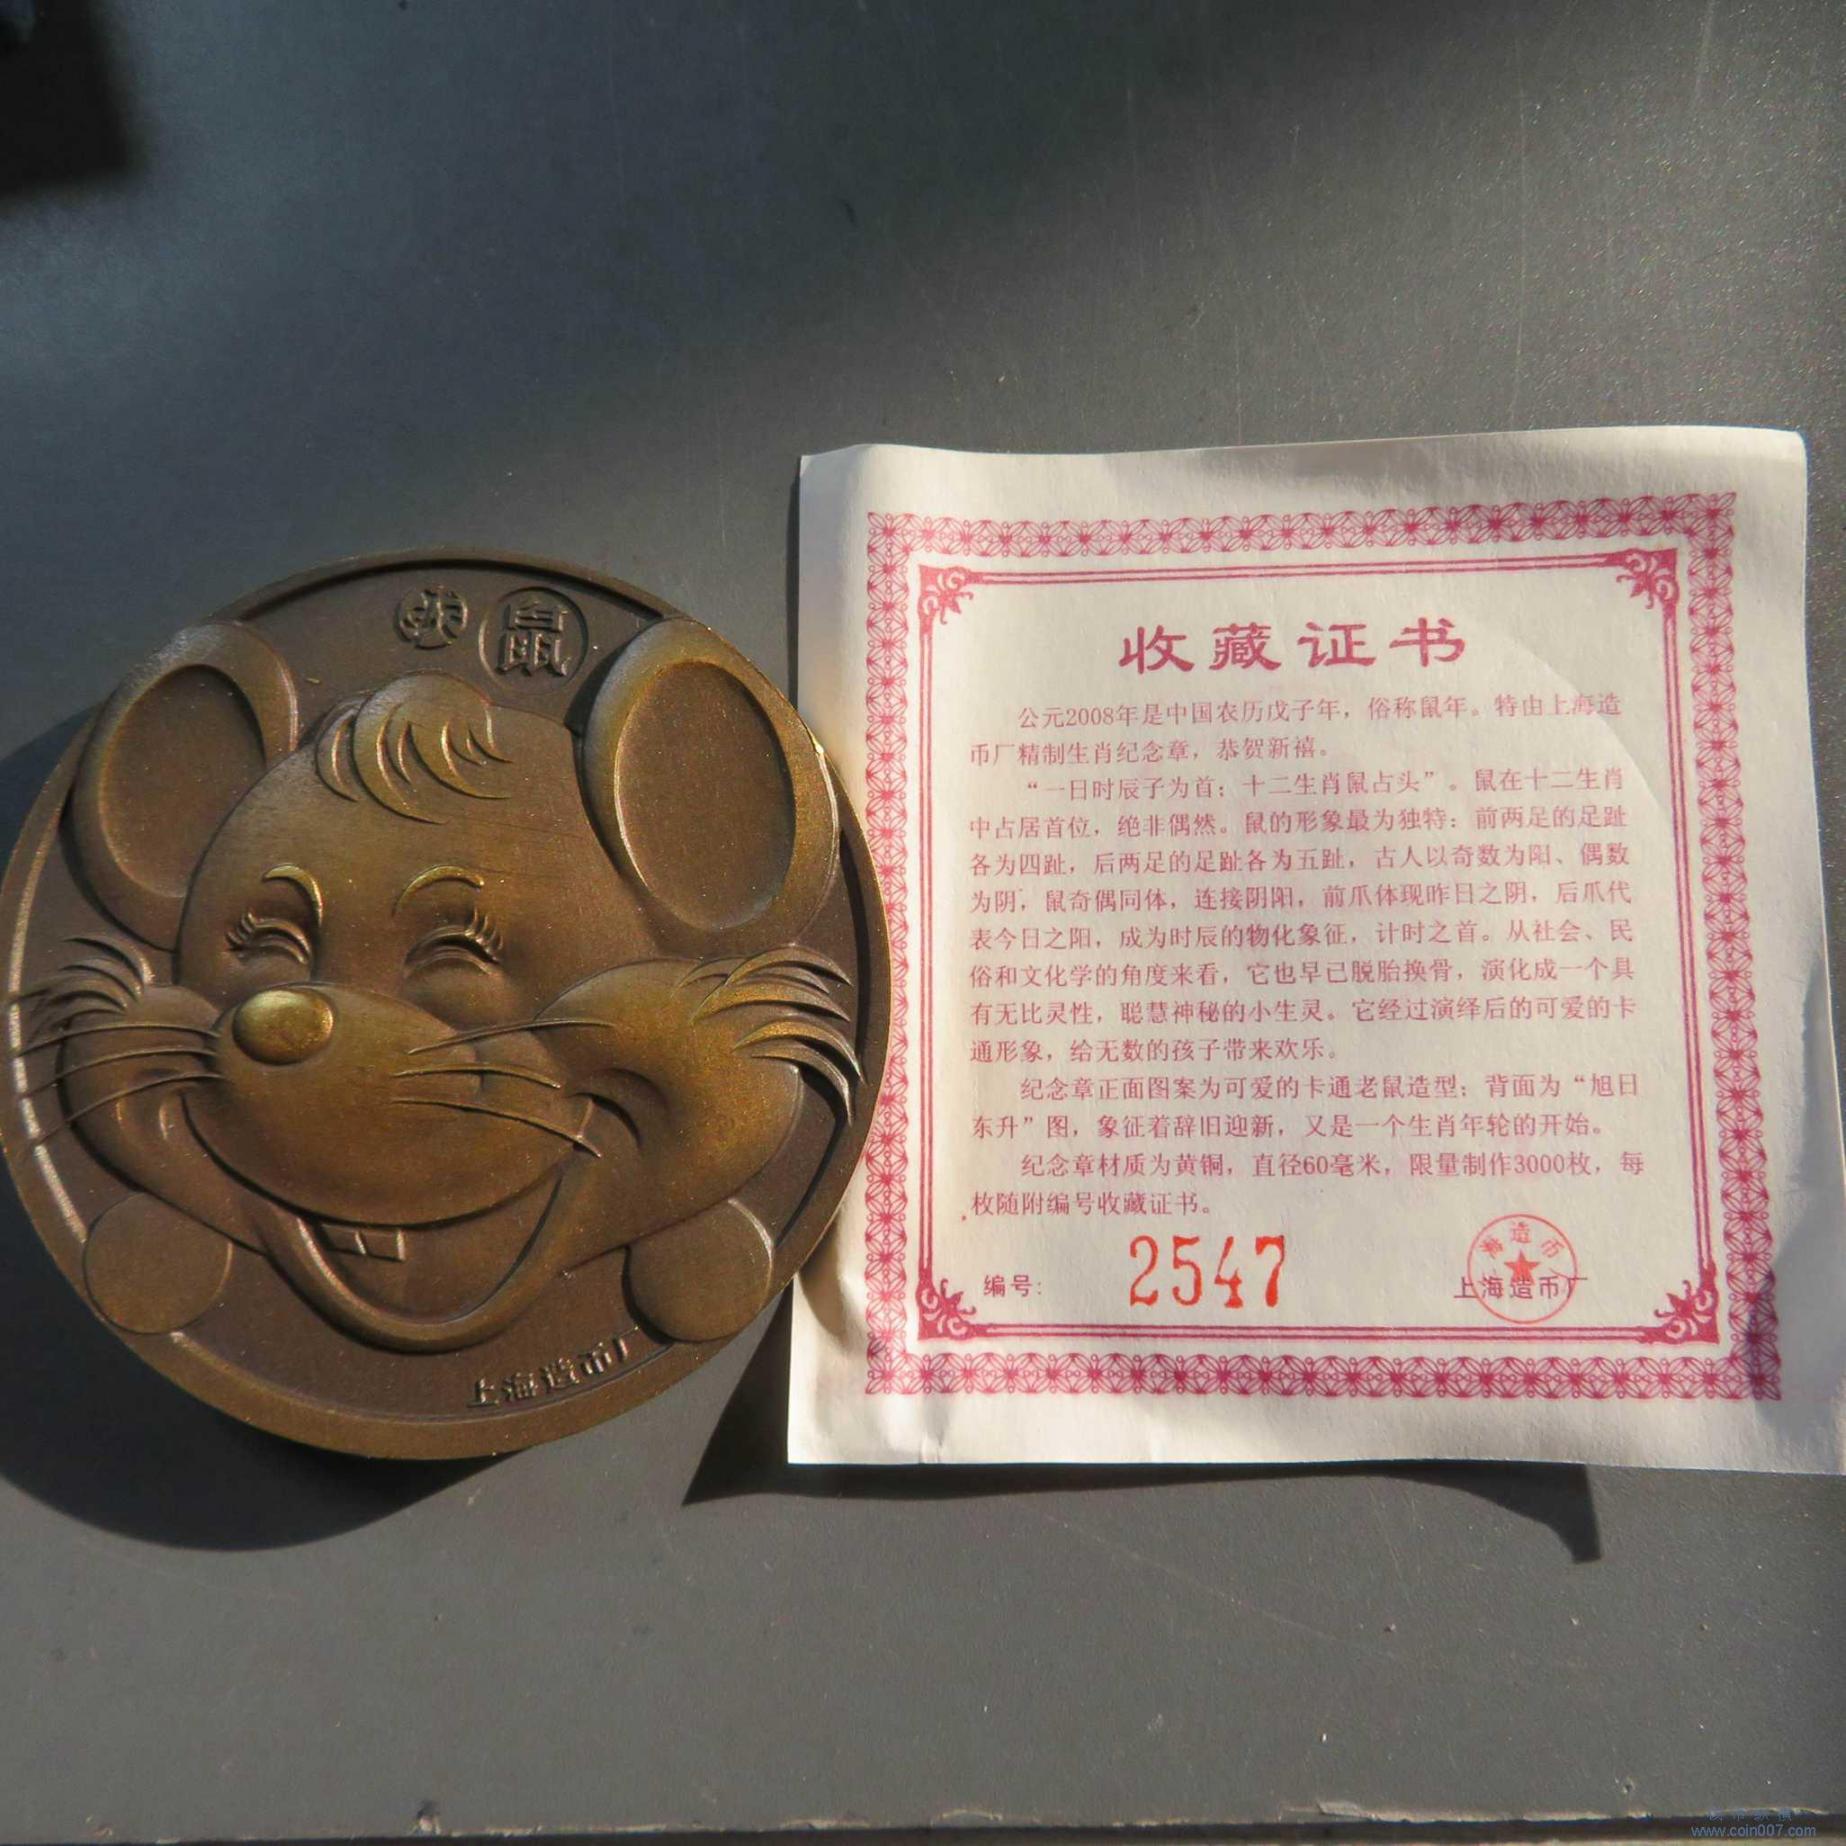 鼠
上海造币厂
收藏证书
公元2008年是中国农历戊子年，俗称鼠年。特由上海造
币厂精制生肖纪念章，恭贺新禧。
“一日时辰子为首；十二生肖鼠占头”。鼠在十二生肖
中占居首位，绝非偶然。鼠的形象最为独特：前两足的足趾
各为四趾，后两足的足趾各为五趾，古人以奇数为阳、偶数
为阴，鼠奇偶同体，连接阴阳，前爪体现昨日之阴，后爪代
表今日之阳，成为时辰的物化象征，计时之首。从社会、民
俗和文化学的角度来看，它也早已脱胎换骨，演化成一个具
有无比灵性，聪慧神秘的小生灵。它经过演绎后的可爱的卡
通形象，给无数的孩子带来欢乐。
纪念章正面图案为可爱的卡通老鼠造型；背面为“旭日
东升”图，象征着辞旧迎新，又是一个生肖年轮的开始。
纪念章材质为黄铜，直径60毫米，限量制作3000枚，每
枚随附编号收藏证书。
编号: 2547 上海造币厂
www.coin007.com